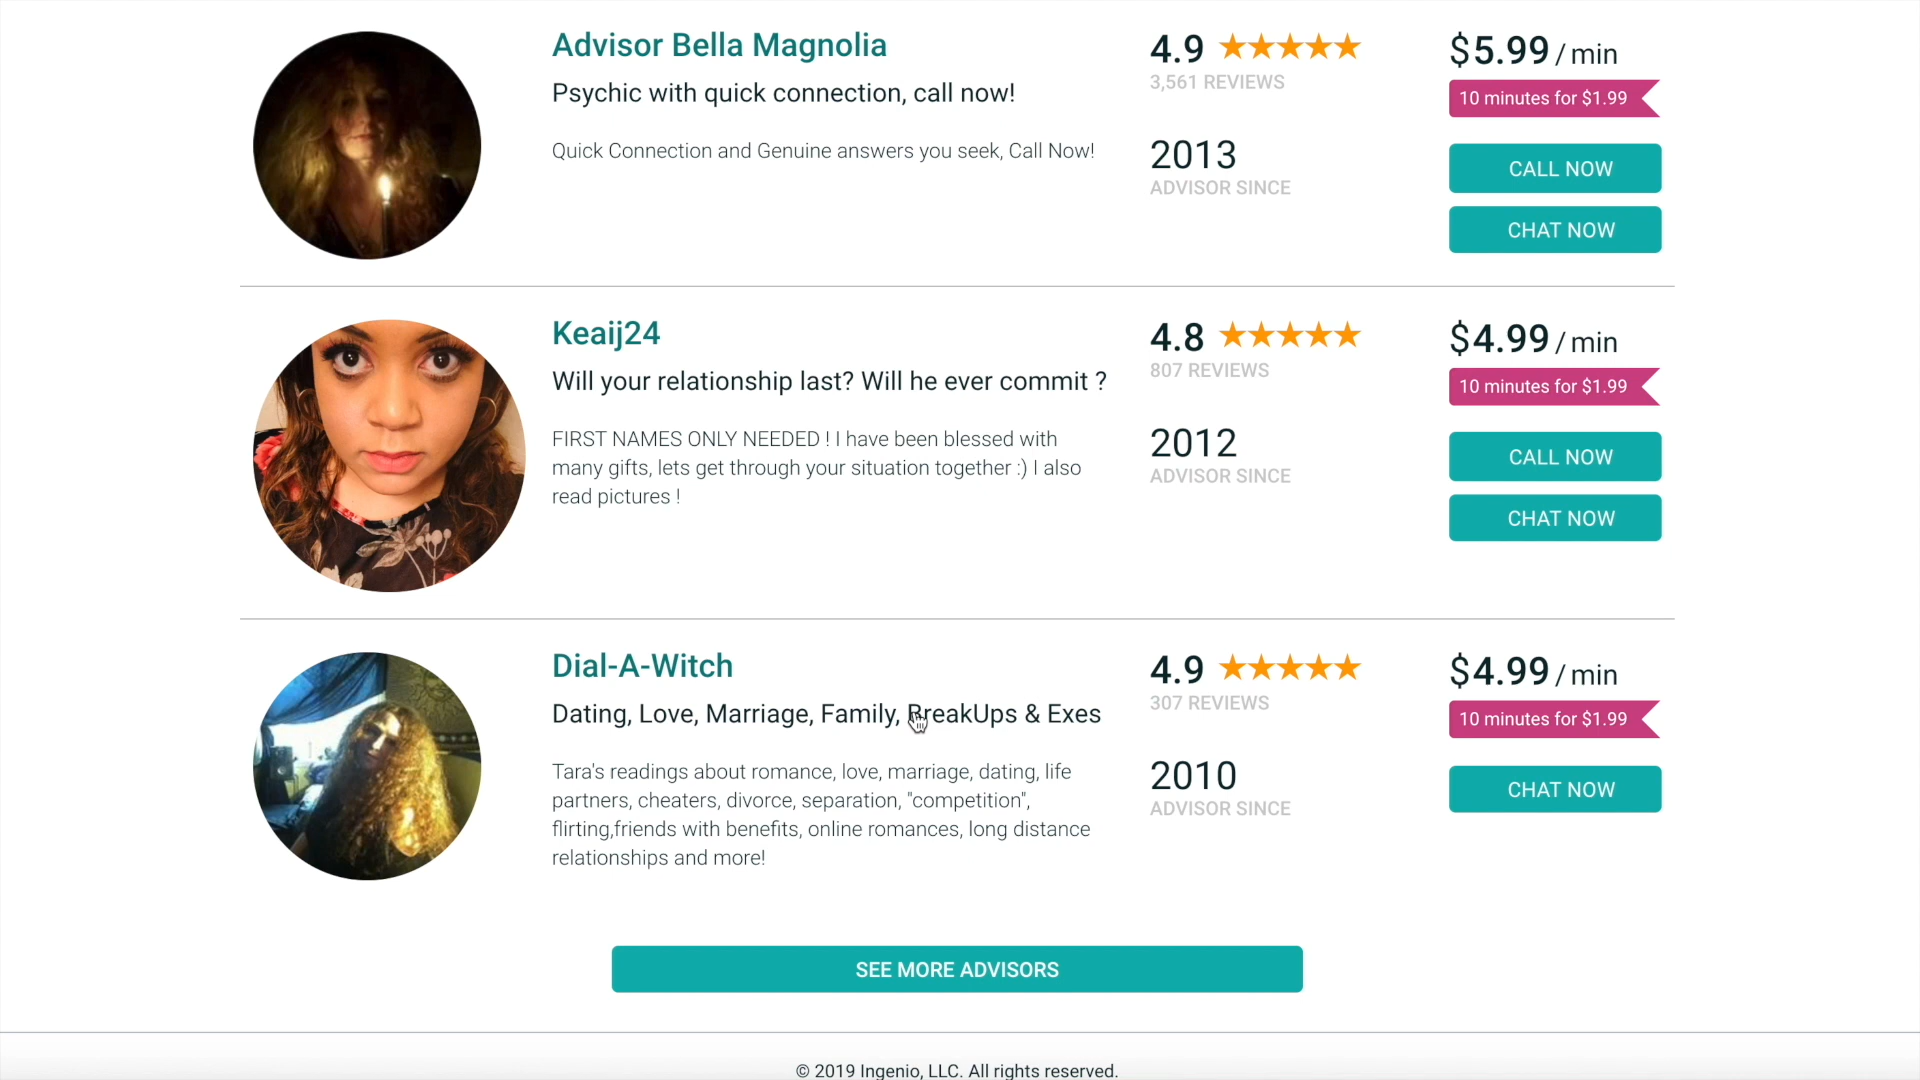 Advisor Bella Magnolia
Psychic with quick connection, call now!
Quick Connection and Genuine answers you seek, Call Now!
4.9
3,561 REVIEWS
2013
ADVISOR SINCE
$5.99 / min
10 minutes for $1.99
CALL NOW
CHAT NOW
Keaij24
Will your relationship last? Will he ever commit ?
FIRST NAMES ONLY NEEDED ! I have been blessed with
many gifts, lets get through your situation together :) I also
read pictures !
4.8
807 REVIEWS
2012
ADVISOR SINCE
$4.99 / min
10 minutes for $1.99
CALL NOW
CHAT NOW
Dial-A-Witch
Dating, Love, Marriage, Family, BreakUps & Exes
Tara's readings about romance, love, marriage, dating, life
partners, cheaters, divorce, separation, "competition",
flirting,friends with benefits, online romances, long distance
relationships and more!
4.9
307 REVIEWS
2010
ADVISOR SINCE
$4.99 / min
10 minutes for $1.99
CHAT NOW
SEE MORE ADVISORS
© 2019 Ingenio, LLC. All rights reserved.